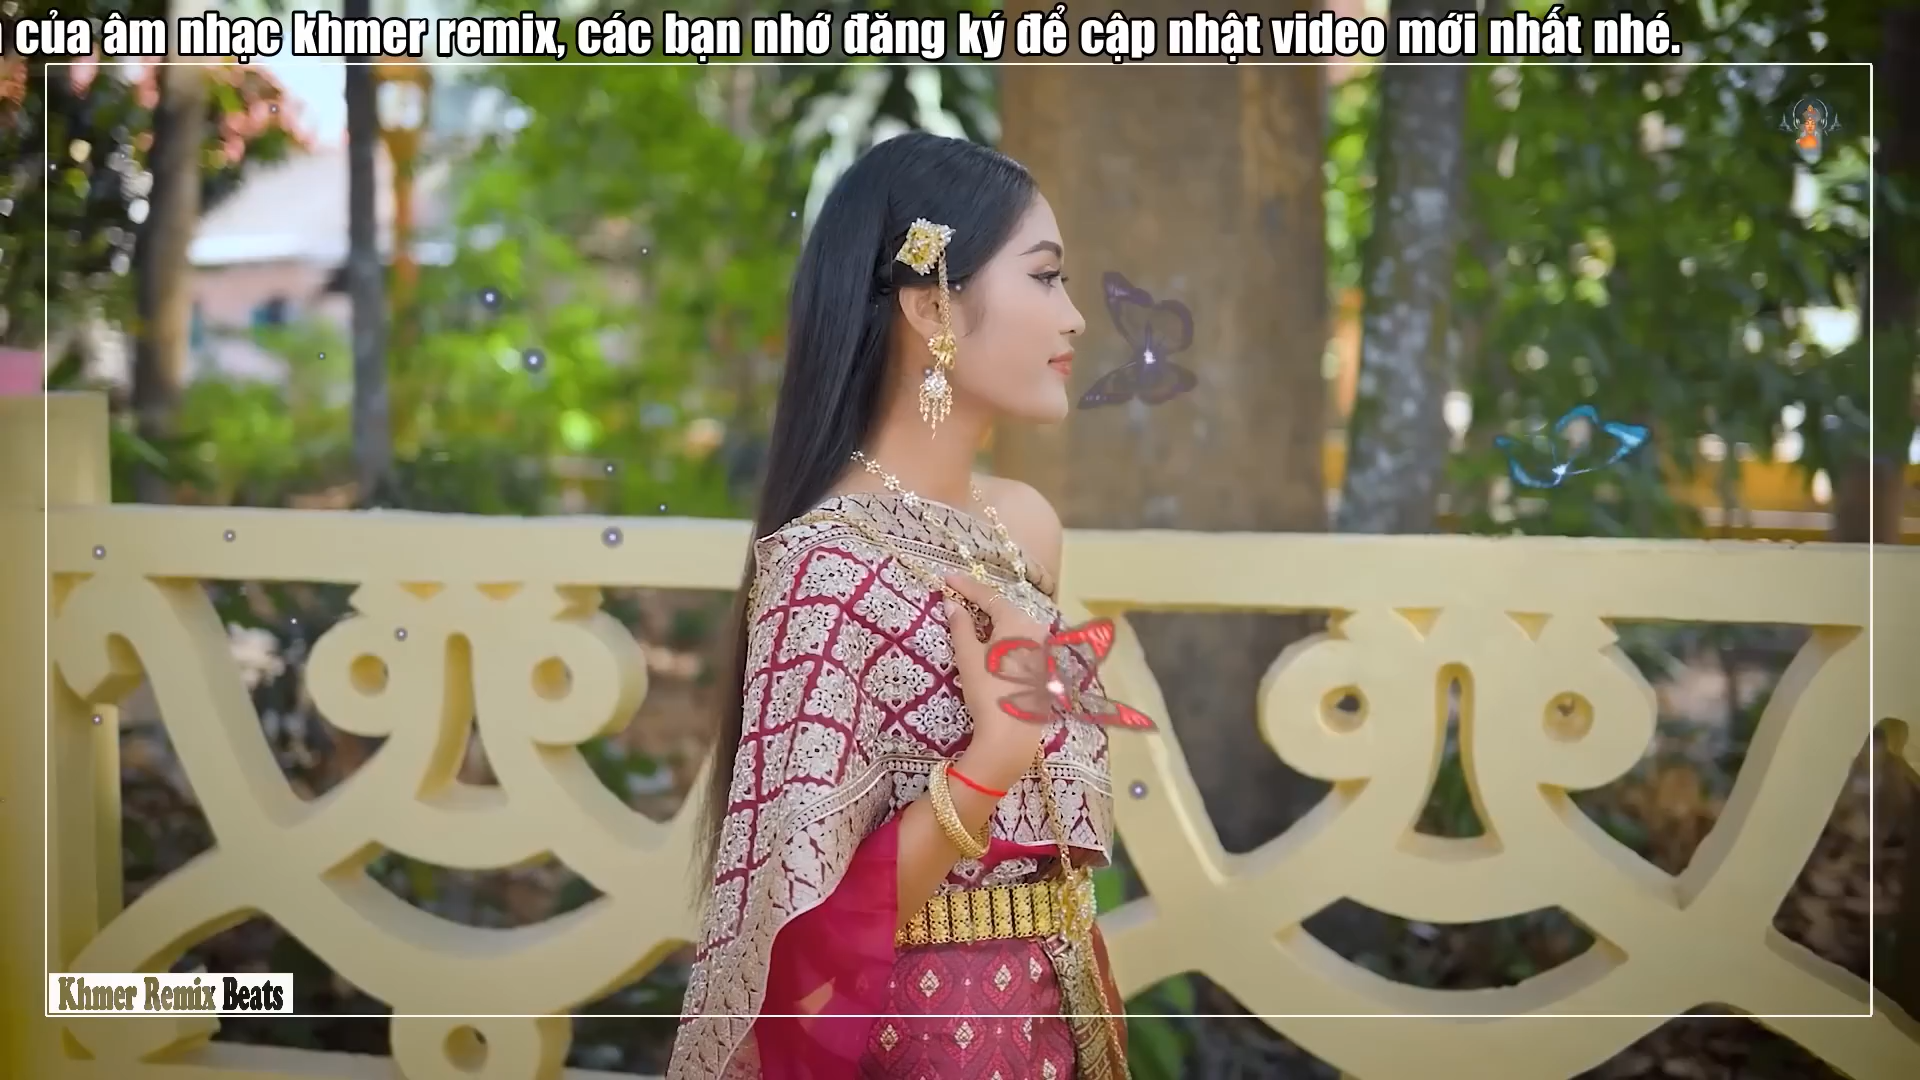 của âm nhạc khmer remix, các bạn nhớ đăng ký để cập nhật video mới nhất nhé.
Khmer Remix Beats